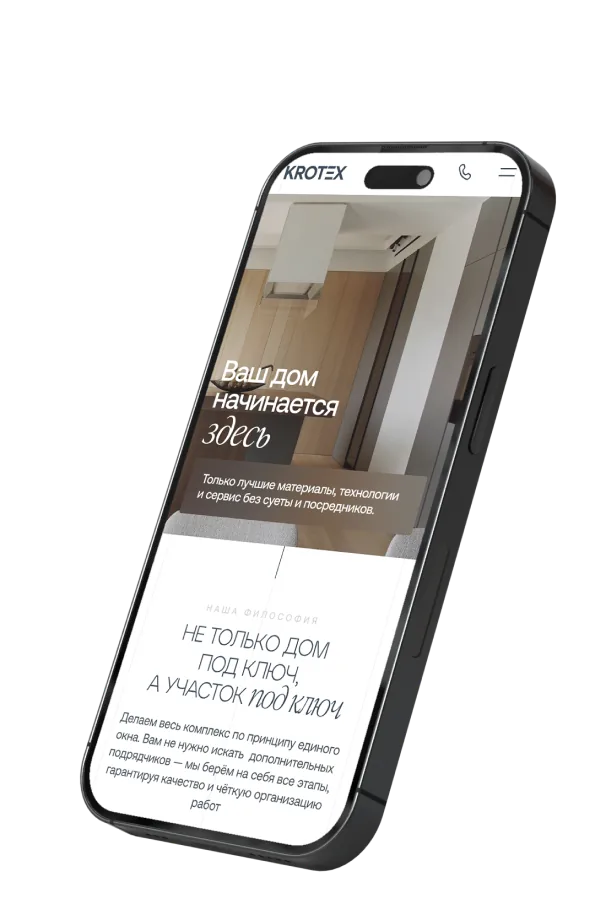 KROTEX
Ваш дом
начинается
здесь
Только лучшие материалы, технологии
и сервис без суеты и посредников.
НАША ФИЛОСОФИЯ
НЕ ТОЛЬКО ДОМ
ПОД КЛЮЧ,
А УЧАСТОК под ключ
Делаем весь комплекс по принципу единого
окна. Вам не нужно искать дополнительных
подрядчиков — мы берём на себя все этапы,
гарантируя качество и чёткую организацию
работ